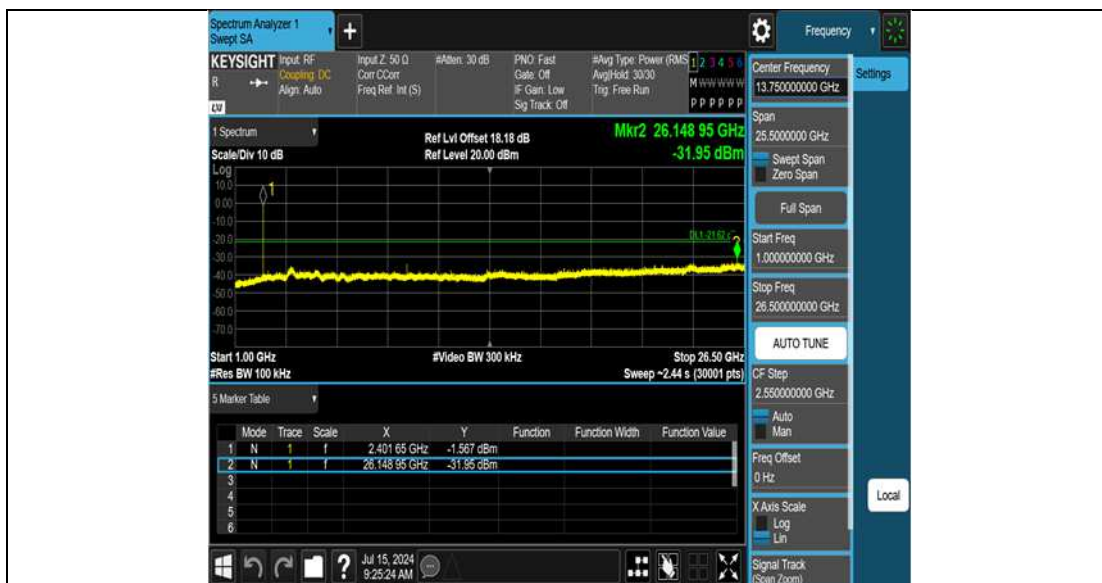 Spectrum Analyzer 1
Swept SA
+
Frequency
KEYSIGHT
R
LXI
Input: RF
Coupling: DC
Align: Auto
Input Z: 50 Ω
Corr CCorr
Freq Ref: Int (S)
#Atten: 30 dB
PNO: Fast
Gate: Off
IF Gain: Low
Sig Track: Off
#Avg Type: Power (RMS
Avg|Hold: 30/30
Trig: Free Run
1 2 3 4 5 6
M W W W W W
P P P P P P
1 Spectrum
Scale/Div 10 dB
Ref Lvl Offset 18.18 dB
Ref Level 20.00 dBm
Mkr2 26.148 95 GHz
-31.95 dBm
Log
10.0
0.00
-10.0
-20.0
-30.0
-40.0
-50.0
-60.0
-70.0
1
DL1 -21.62
2
Start 1.00 GHz
#Res BW 100 kHz
#Video BW 300 kHz
Stop 26.50 GHz
Sweep ~2.44 s (30001 pts)
5 Marker Table
Mode Trace Scale X Y Function Function Width Function Value
1 N 1 f 2.401 65 GHz -1.567 dBm
2 N 1 f 26.148 95 GHz -31.95 dBm
3
4
5
6
?
Jul 15, 2024
9:25:24 AM
Center Frequency
13.750000000 GHz
Settings
Span
25.5000000 GHz
Swept Span
Zero Span
Full Span
Start Freq
1.000000000 GHz
Stop Freq
26.500000000 GHz
AUTO TUNE
CF Step
2.550000000 GHz
Auto
Man
Freq Offset
0 Hz
X Axis Scale
Log
Lin
Signal Track
(Span Zoom)
Local